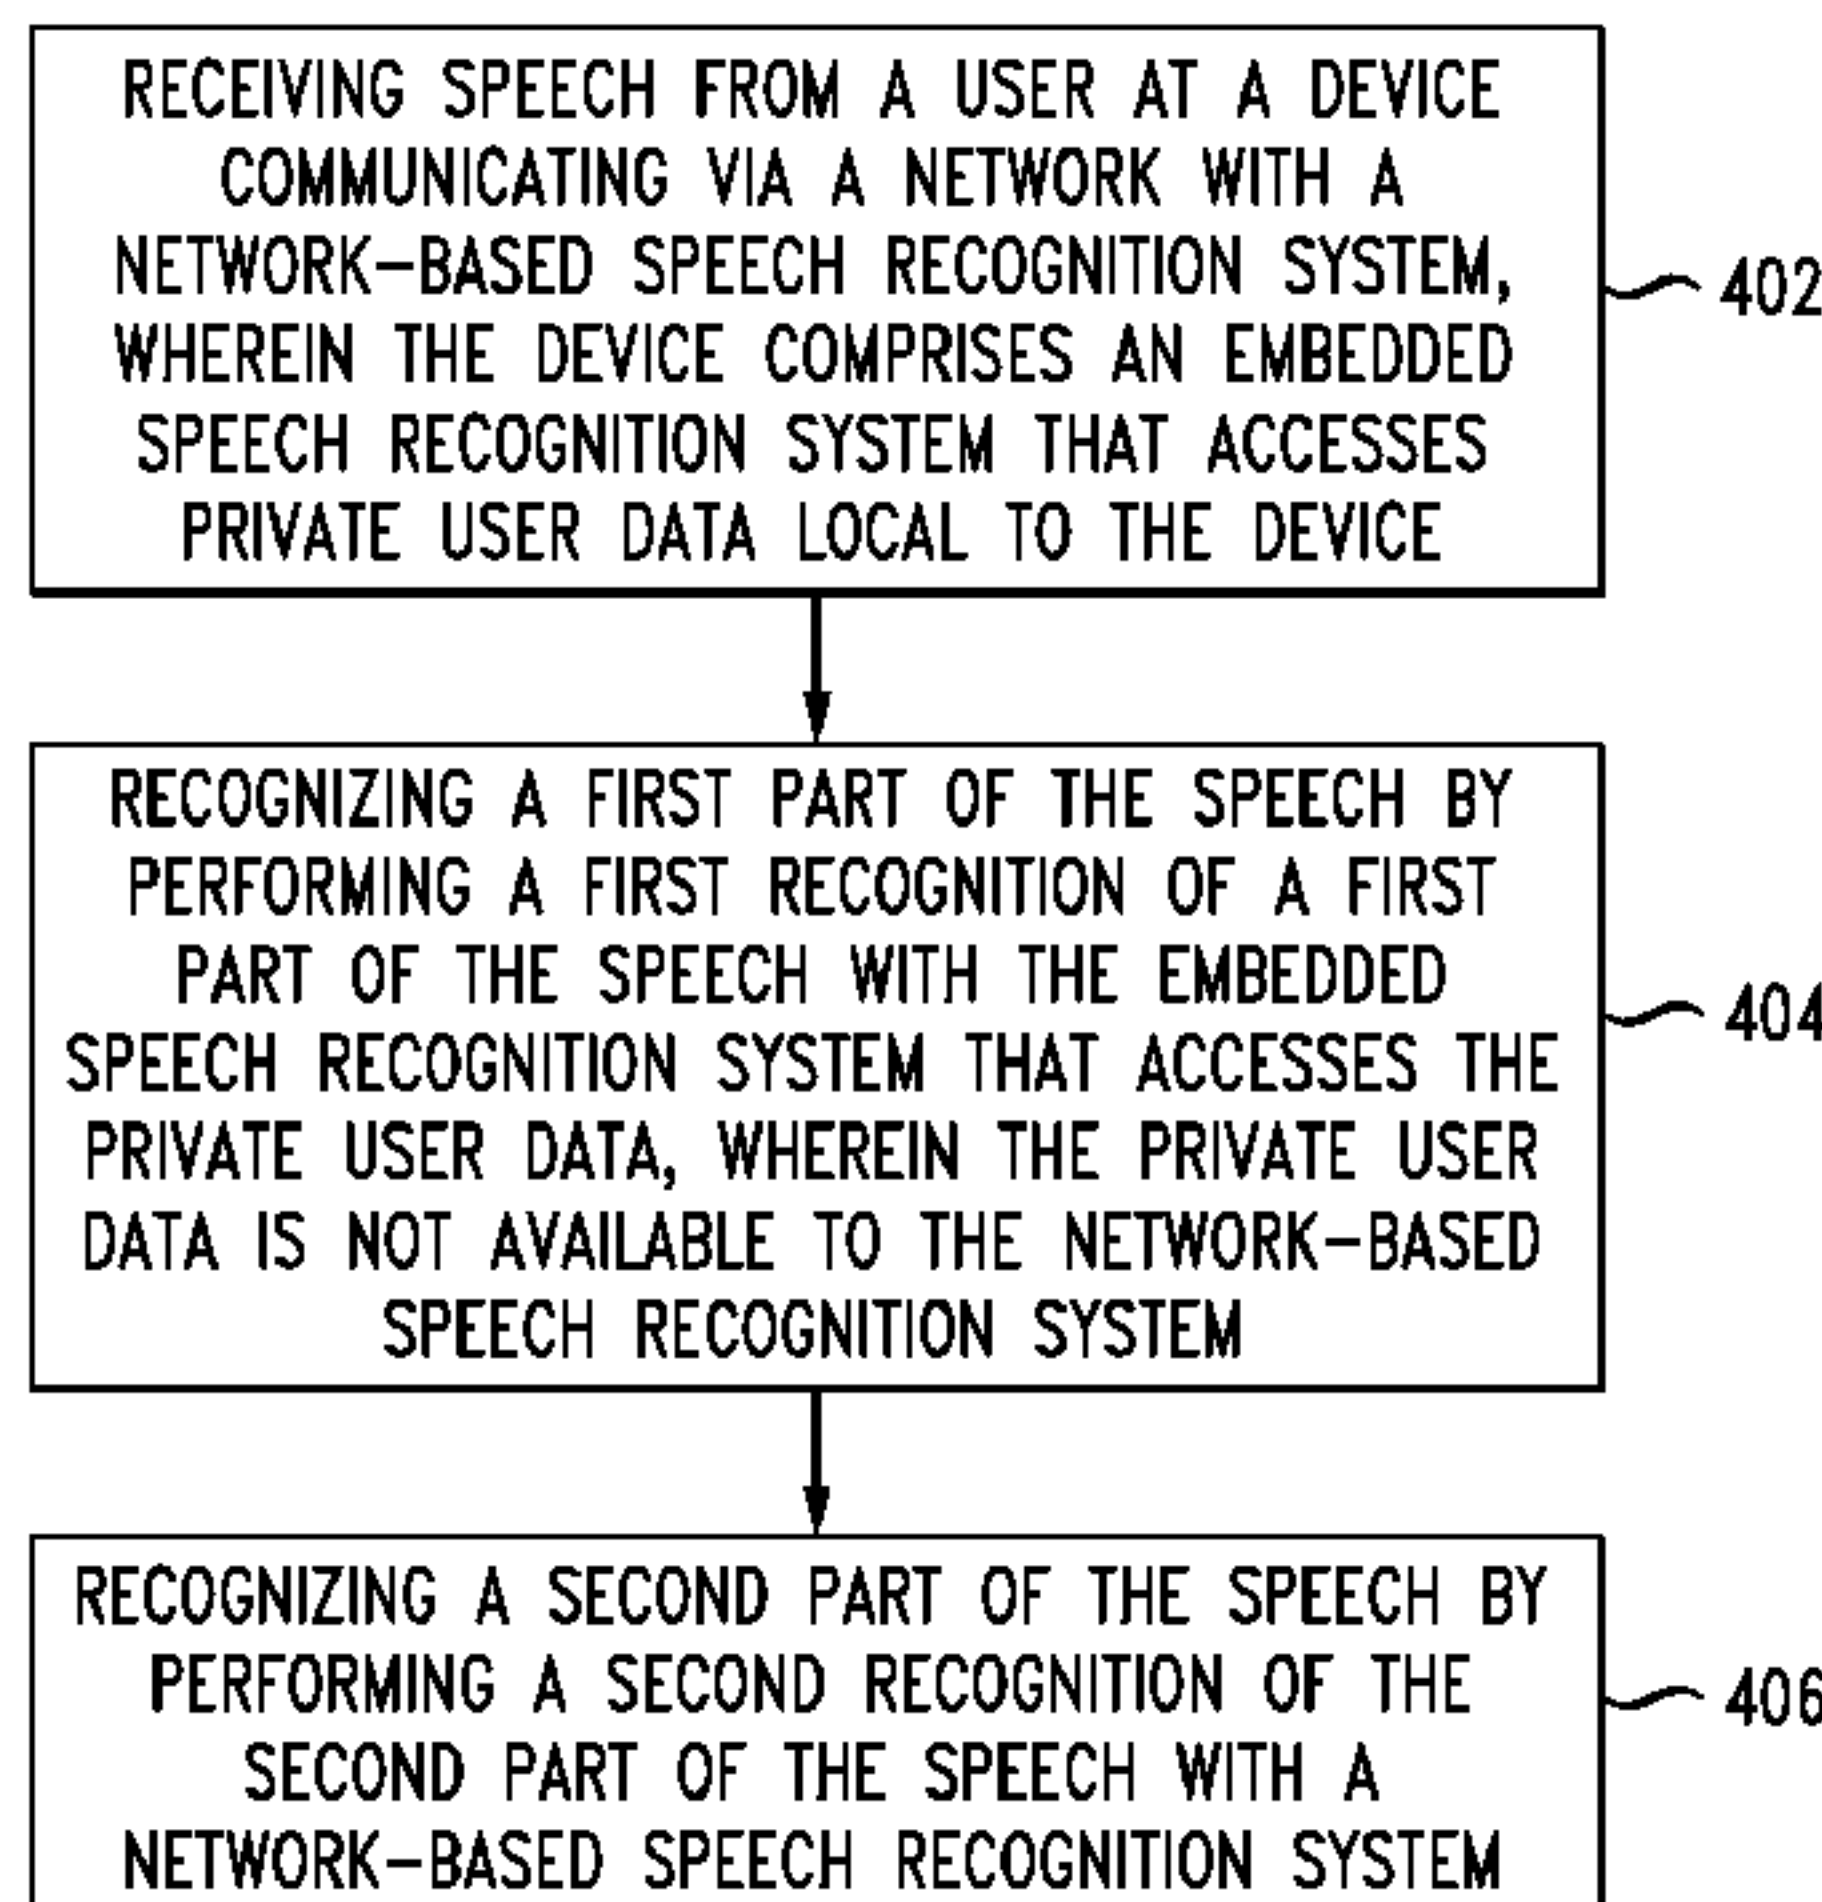 RECEIVING SPEECH FROM A USER AT A DEVICE
COMMUNICATING VIA A NETWORK WITH A
NETWORK-BASED SPEECH RECOGNITION SYSTEM,
WHEREIN THE DEVICE COMPRISES AN EMBEDDED
SPEECH RECOGNITION SYSTEM THAT ACCESSES
PRIVATE USER DATA LOCAL TO THE DEVICE
402
RECOGNIZING A FIRST PART OF THE SPEECH BY
PERFORMING A FIRST RECOGNITION OF A FIRST
PART OF THE SPEECH WITH THE EMBEDDED
SPEECH RECOGNITION SYSTEM THAT ACCESSES THE
PRIVATE USER DATA, WHEREIN THE PRIVATE USER
DATA IS NOT AVAILABLE TO THE NETWORK-BASED
SPEECH RECOGNITION SYSTEM
404
RECOGNIZING A SECOND PART OF THE SPEECH BY
PERFORMING A SECOND RECOGNITION OF THE
SECOND PART OF THE SPEECH WITH A
NETWORK-BASED SPEECH RECOGNITION SYSTEM
406